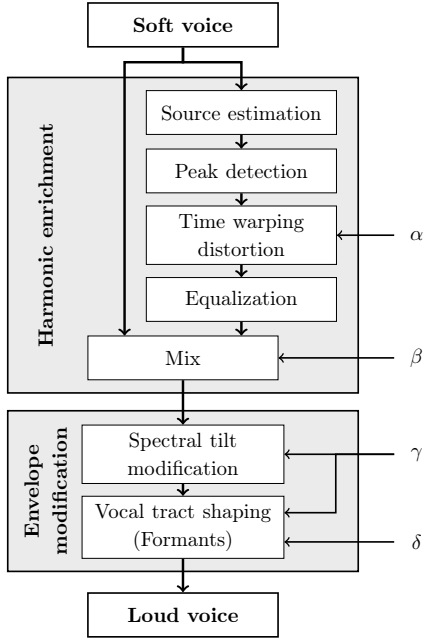 Soft voice
Harmonic enrichment
Source estimation
Peak detection
Time warping
distortion
α
Equalization
Mix
β
Envelope
modification
Spectral tilt
modification
γ
Vocal tract shaping
(Formants)
δ
Loud voice